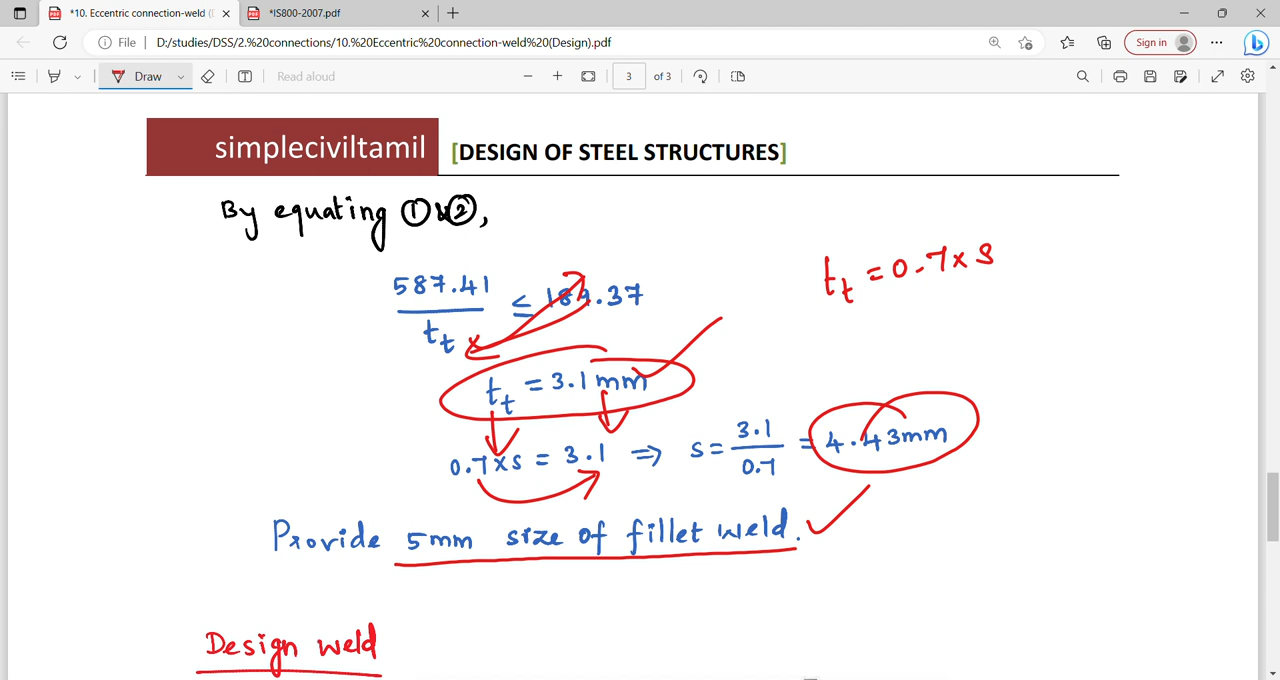 *10. Eccentric connection-weld (D
*IS800-2007.pdf
File D:/studies/DSS/2.%20connections/10.%20Eccentric%20connection-weld%20(Design).pdf
Sign in
Draw
Read aloud
3 of 3
simpleciviltamil [DESIGN OF STEEL STRUCTURES]
By equating ① & ②,
tt = 0.7 x S
587.41 / tt ≤ 189.37
tt = 3.1 mm
0.7 x s = 3.1 ⇒ s = 3.1 / 0.7 = 4.43mm
Provide 5mm size of fillet weld.
Design weld